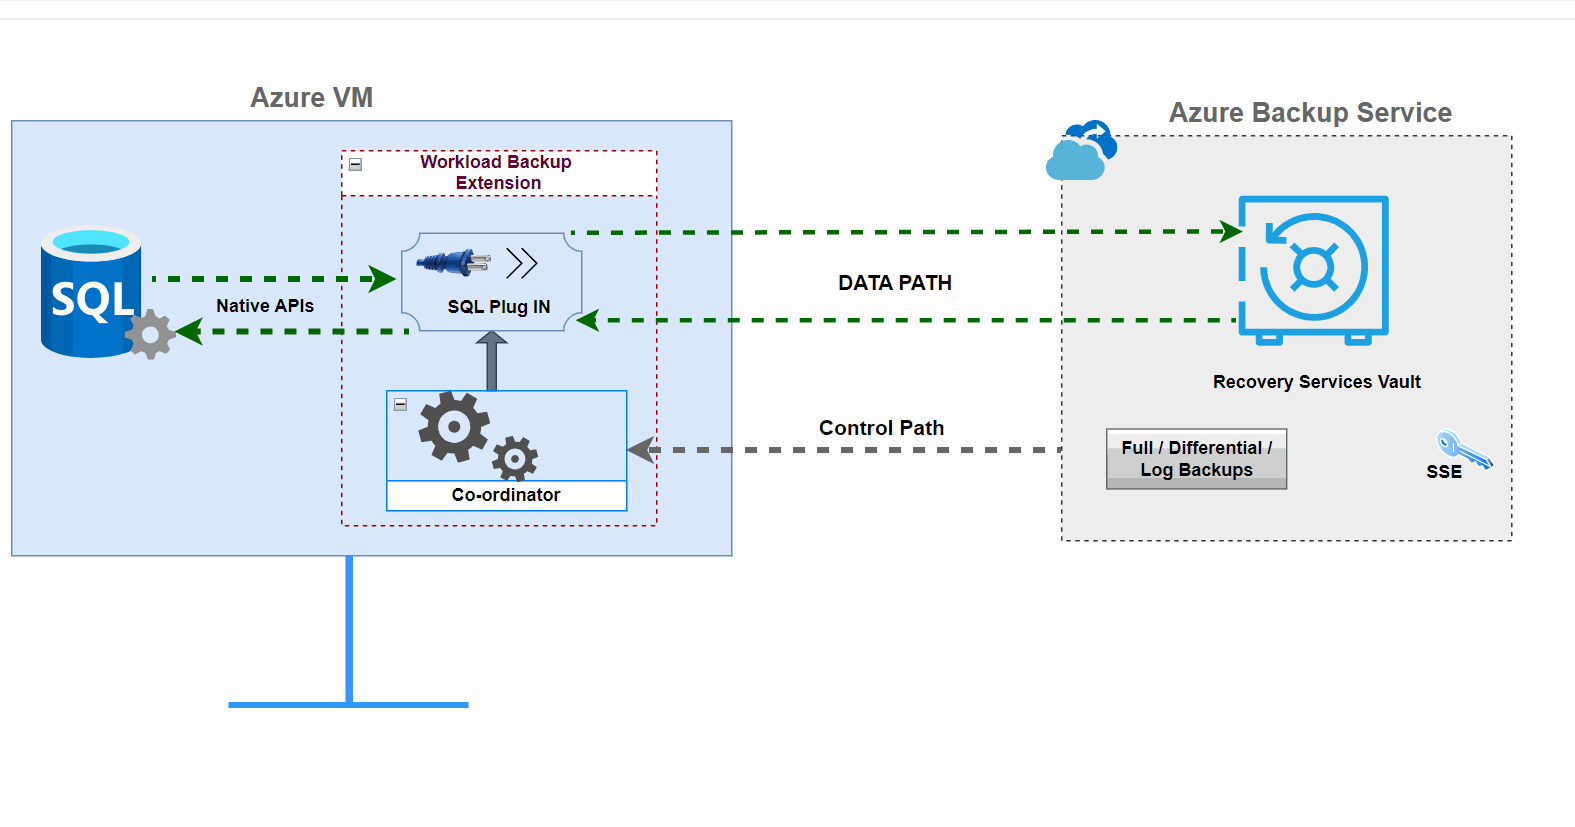 Azure VM
Azure Backup Service
Workload Backup
Extension
SQL
Native APIs
SQL Plug IN
DATA PATH
Recovery Services Vault
Control Path
Full / Differential /
Log Backups
SSE
Co-ordinator